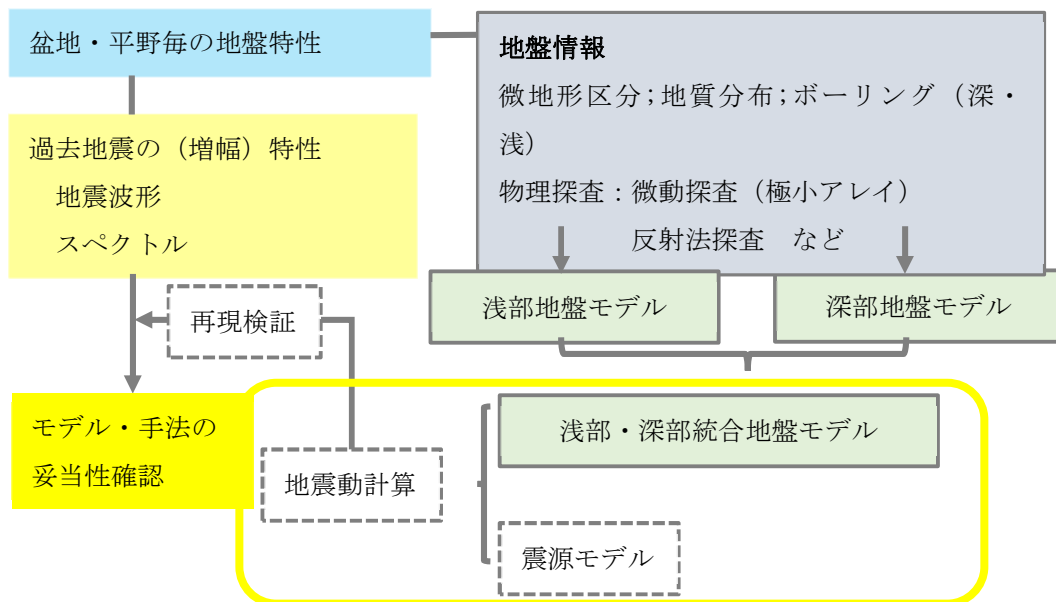 盆地・平野毎の地盤特性
地盤情報
微地形区分;地質分布;ボーリング（深・
浅）
物理探査：微動探査（極小アレイ）
反射法探査　など
過去地震の（増幅）特性
地震波形
スペクトル
浅部地盤モデル
深部地盤モデル
再現検証
モデル・手法の
妥当性確認
浅部・深部統合地盤モデル
地震動計算
震源モデル